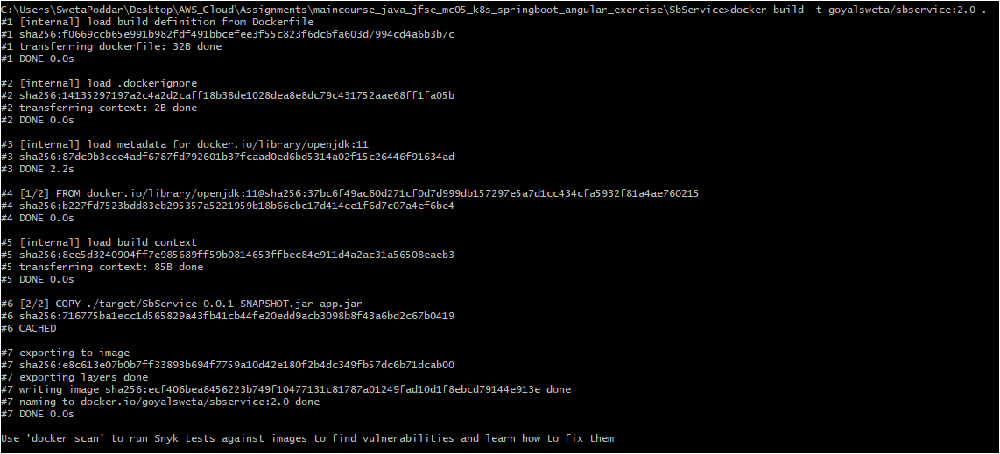 C:\Users\SwetaPoddar\Desktop\AWS_Cloud\Assignments\maincourse_java_jfse_mc05_k8s_springboot_angular_exercise\SbService>docker build -t goyalsweta/sbservice:2.0 .
#1 [internal] load build definition from Dockerfile
#1 sha256:f0669ccb65e991b982fdf491bbcefee3f55c823f6dc6fa603d7994cd4a6b3b7c
#1 transferring dockerfile: 32B done
#1 DONE 0.0s
#2 [internal] load .dockerignore
#2 sha256:14135297197a2c4a2d2caff18b38de1028dea8e8dc79c431752aae68ff1fa05b
#2 transferring context: 2B done
#2 DONE 0.0s
#3 [internal] load metadata for docker.io/library/openjdk:11
#3 sha256:87dc9b3cee4adf6787fd792601b37fcaad0ed6bd5314a02f15c26446f91634ad
#3 DONE 2.2s
#4 [1/2] FROM docker.io/library/openjdk:11@sha256:37bc6f49ac60d271cf0d7d999db157297e5a7d1cc434cfa5932f81a4ae760215
#4 sha256:b227fd7523bdd83eb295357a5221959b18b66cbc17d414ee1f6d7c07a4ef6be4
#4 DONE 0.0s
#5 [internal] load build context
#5 sha256:8ee5d3240904ff7e985689ff59b0814653ffbec84e911d4a2ac31a56508eaeb3
#5 transferring context: 85B done
#5 DONE 0.0s
#6 [2/2] COPY ./target/SbService-0.0.1-SNAPSHOT.jar app.jar
#6 sha256:716775ba1ecc1d565829a43fb41cb44fe20edd9acb3098b8f43a6bd2c67b0419
#6 CACHED
#7 exporting to image
#7 sha256:e8c613e07b0b7ff33893b694f7759a10d42e180f2b4dc349fb57dc6b71dcab00
#7 exporting layers done
#7 writing image sha256:ecf406bea8456223b749f10477131c81787a01249fad10d1f8ebcd79144e913e done
#7 naming to docker.io/goyalsweta/sbservice:2.0 done
#7 DONE 0.0s
Use 'docker scan' to run Snyk tests against images to find vulnerabilities and learn how to fix them